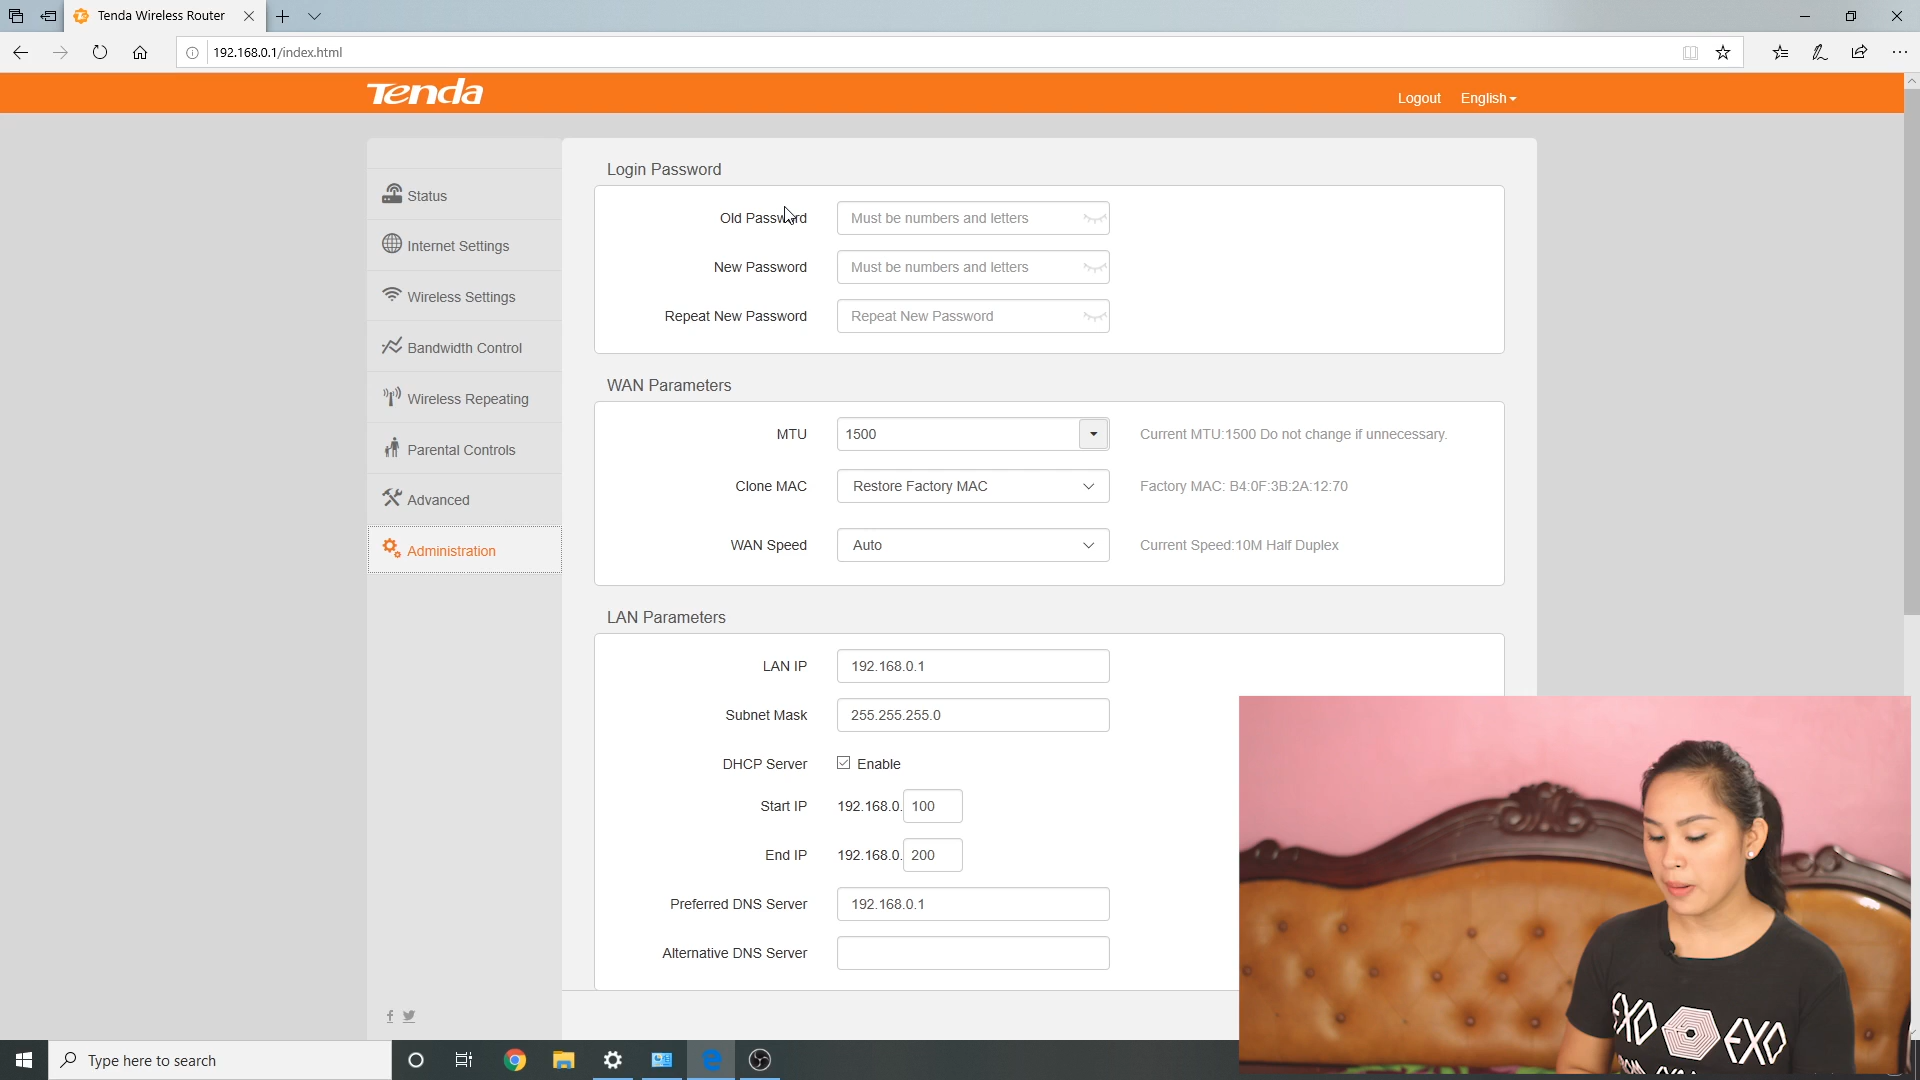 Tenda Wireless Router
192.168.0.1/index.html
Tenda
Logout English
Status
Internet Settings
Wireless Settings
Bandwidth Control
Wireless Repeating
Parental Controls
Advanced
Administration
Login Password
Old Password Must be numbers and letters
New Password Must be numbers and letters
Repeat New Password Repeat New Password
WAN Parameters
MTU 1500 Current MTU:1500 Do not change if unnecessary.
Clone MAC Restore Factory MAC Factory MAC: B4:0F:3B:2A:12:70
WAN Speed Auto Current Speed:10M Half Duplex
LAN Parameters
LAN IP 192.168.0.1
Subnet Mask 255.255.255.0
DHCP Server Enable
Start IP 192.168.0. 100
End IP 192.168.0. 200
Preferred DNS Server 192.168.0.1
Alternative DNS Server
EXO EXO
Type here to search